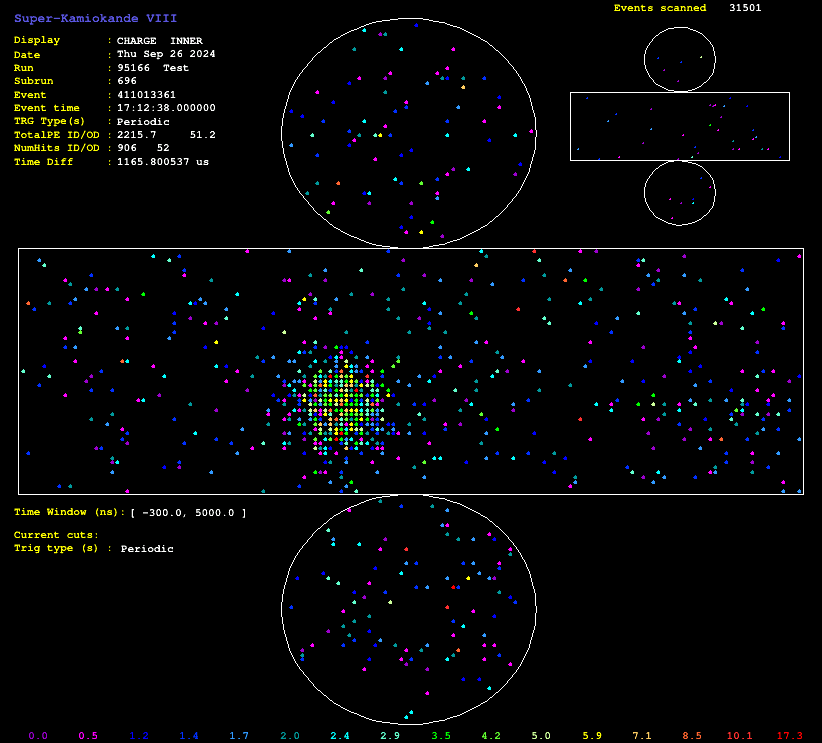 Events scanned 31501
Super-Kamiokande VIII
Display : CHARGE INNER
Date : Thu Sep 26 2024
Run : 95166 Test
Subrun : 696
Event : 411013361
Event time : 17:12:38.000000
TRG Type(s) : Periodic
TotalPE ID/OD : 2215.7 51.2
NumHits ID/OD : 906 52
Time Diff : 1165.800537 us
Time Window (ns): [ -300.0, 5000.0 ]
Current cuts:
Trig type (s) : Periodic
0.0 0.5 1.2 1.4 1.7 2.0 2.4 2.9 3.5 4.2 5.0 5.9 7.1 8.5 10.1 17.3